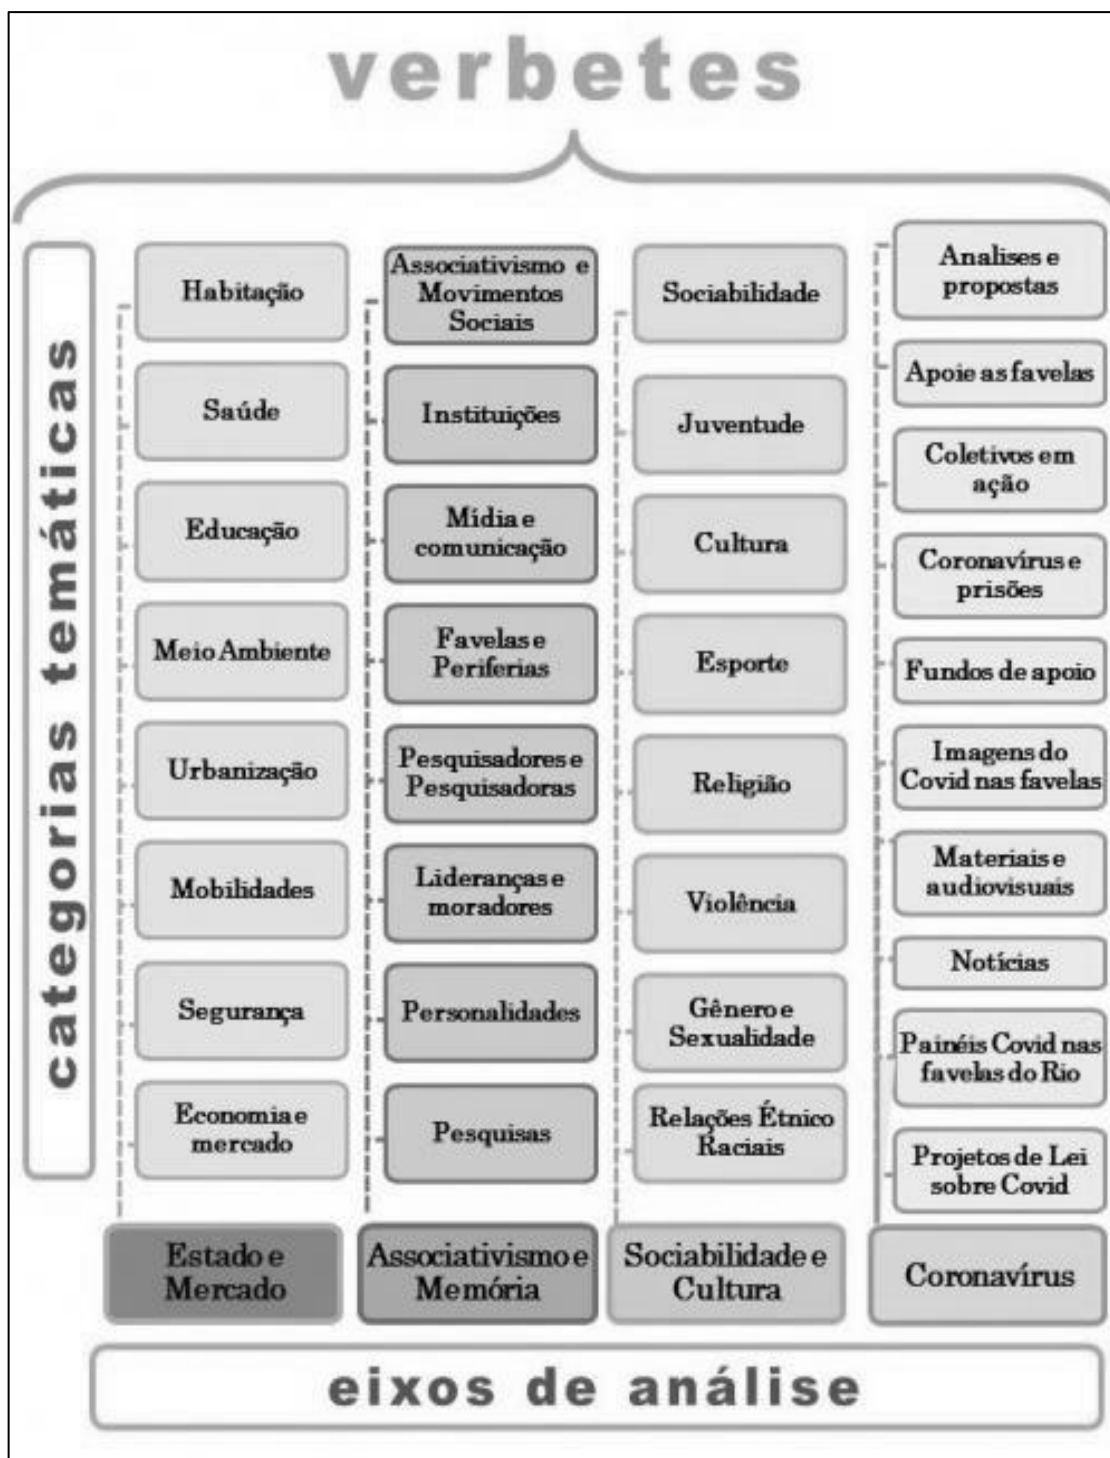 verbetes
categorias temáticas
Habitação
Saúde
Educação
Meio Ambiente
Urbanização
Mobilidades
Segurança
Economia e
mercado
Estado e
Mercado
Associativismo e
Movimentos
Sociais
Instituições
Mídia e
comunicação
Favelas e
Periferias
Pesquisadores e
Pesquisadoras
Lideranças e
moradores
Personalidades
Pesquisas
Associativismo e
Memória
Sociabilidade
Juventude
Cultura
Esporte
Religião
Violência
Gênero e
Sexualidade
Relações Étnico
Raciais
Sociabilidade e
Cultura
Analises e
propostas
Apoie as favelas
Coletivos em
ação
Coronavírus e
prisões
Fundos de apoio
Imagens do
Covid nas favelas
Materiais e
audiovisuais
Notícias
Painéis Covid nas
favelas do Rio
Projetos de Lei
sobre Covid
Coronavírus
eixos de análise